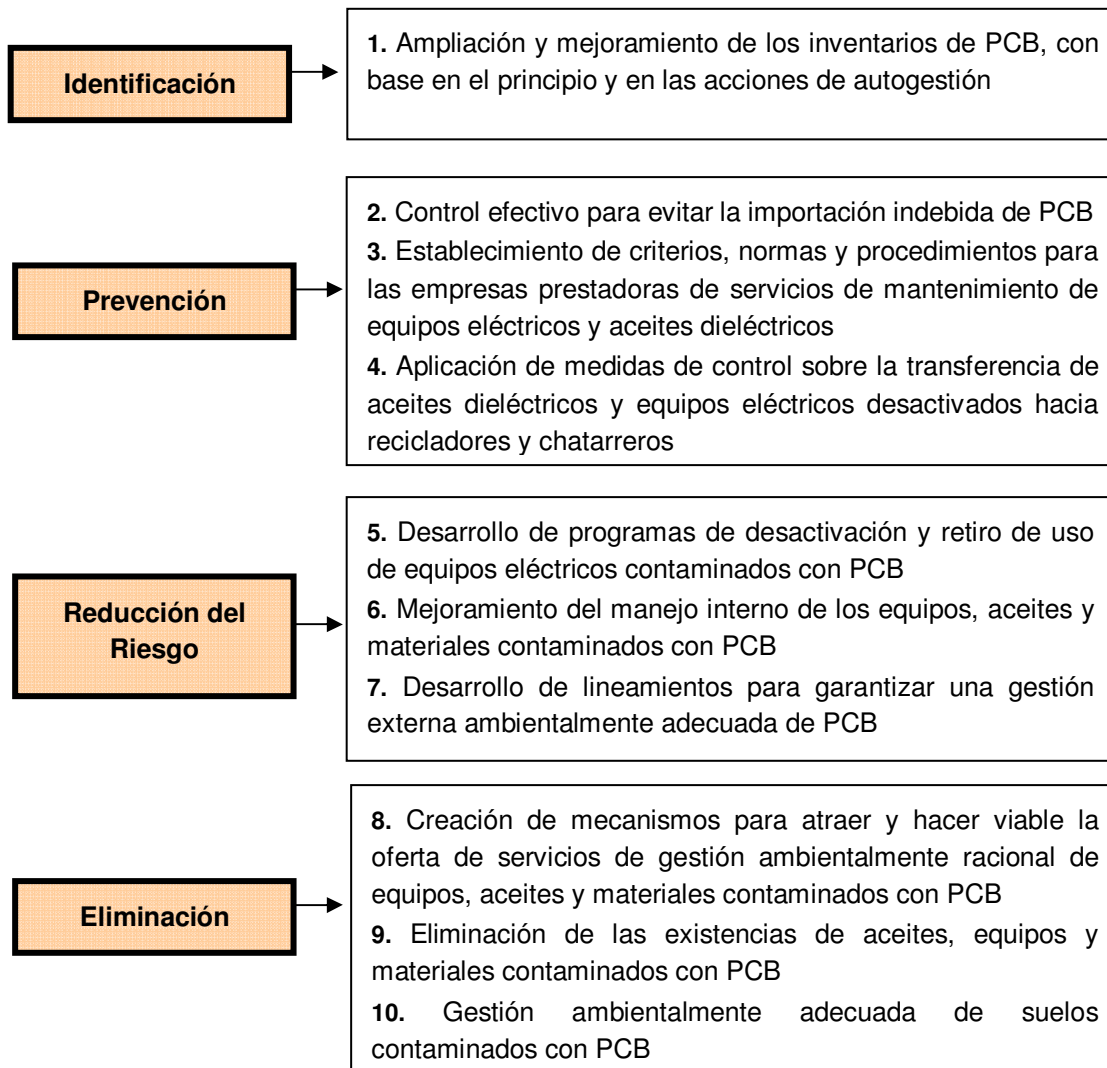 Identificación
1. Ampliación y mejoramiento de los inventarios de PCB, con
base en el principio y en las acciones de autogestión
Prevención
2. Control efectivo para evitar la importación indebida de PCB
3. Establecimiento de criterios, normas y procedimientos para
las empresas prestadoras de servicios de mantenimiento de
equipos eléctricos y aceites dieléctricos
4. Aplicación de medidas de control sobre la transferencia de
aceites dieléctricos y equipos eléctricos desactivados hacia
recicladores y chatarreros
Reducción del
Riesgo
5. Desarrollo de programas de desactivación y retiro de uso
de equipos eléctricos contaminados con PCB
6. Mejoramiento del manejo interno de los equipos, aceites y
materiales contaminados con PCB
7. Desarrollo de lineamientos para garantizar una gestión
externa ambientalmente adecuada de PCB
Eliminación
8. Creación de mecanismos para atraer y hacer viable la
oferta de servicios de gestión ambientalmente racional de
equipos, aceites y materiales contaminados con PCB
9. Eliminación de las existencias de aceites, equipos y
materiales contaminados con PCB
10. Gestión ambientalmente adecuada de suelos
contaminados con PCB